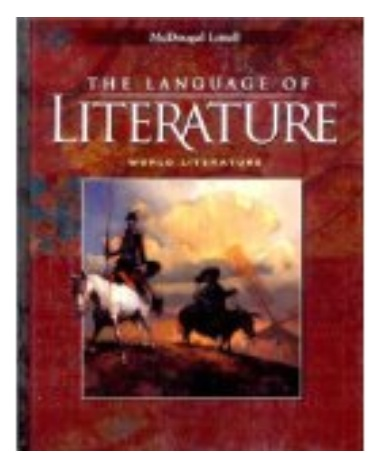 McDougal Littell
THE LANGUAGE OF
LITERATURE
WORLD LITERATURE